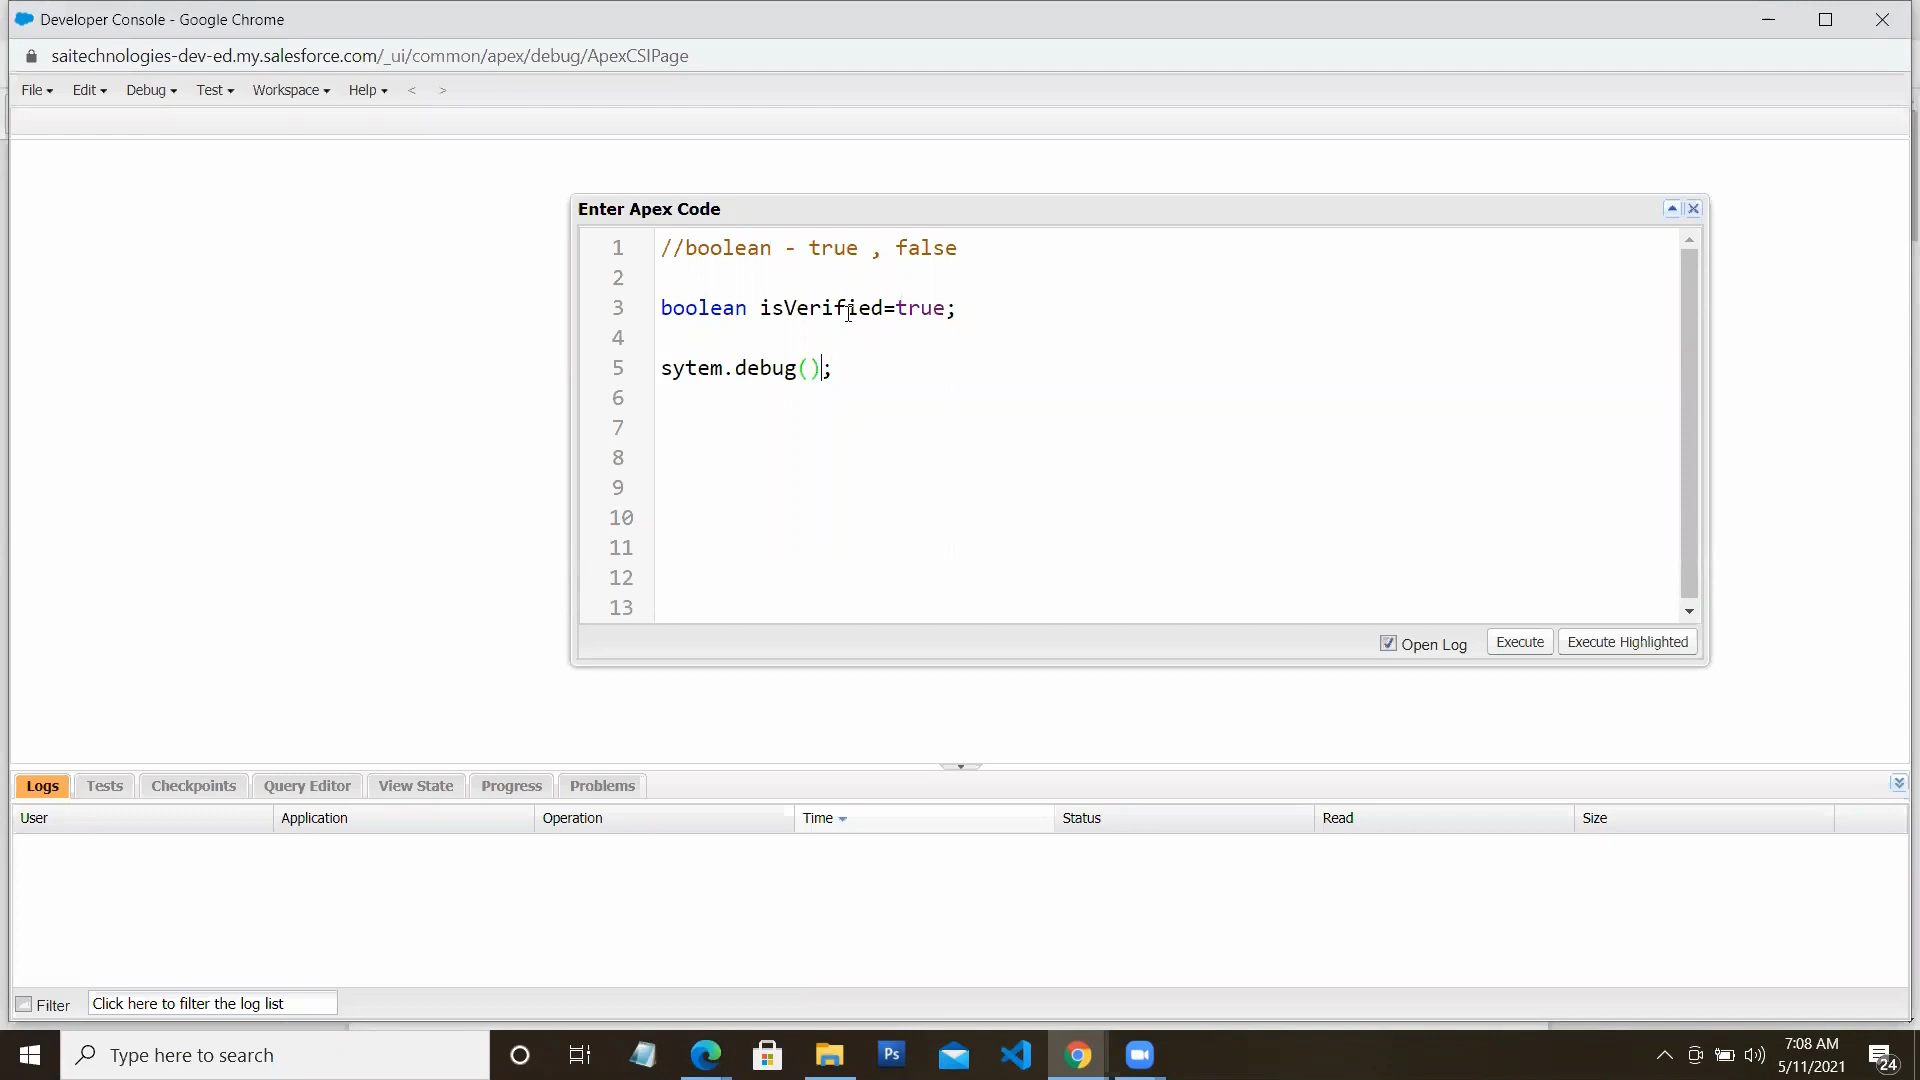 Developer Console - Google Chrome
saitechnologies-dev-ed.my.salesforce.com/_ui/common/apex/debug/ApexCSIPage
File Edit Debug Test Workspace Help < >
Enter Apex Code
1 //boolean - true , false
2
3 boolean isVerified=true;
4
5 sytem.debug();
6
7
8
9
10
11
12
13
Open Log Execute Execute Highlighted
Logs Tests Checkpoints Query Editor View State Progress Problems
User Application Operation Time Status Read Size
Filter Click here to filter the log list
Type here to search
Ps
7:08 AM
5/11/2021
24